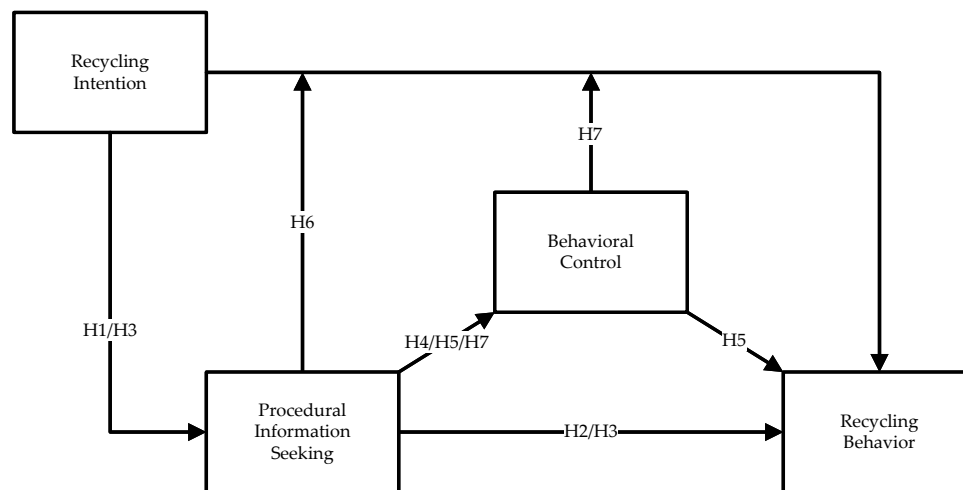 Recycling
Intention
H7
H6
Behavioral
Control
H1/H3
H4/H5/H7
H5
Procedural
Information
Seeking
H2/H3
Recycling
Behavior